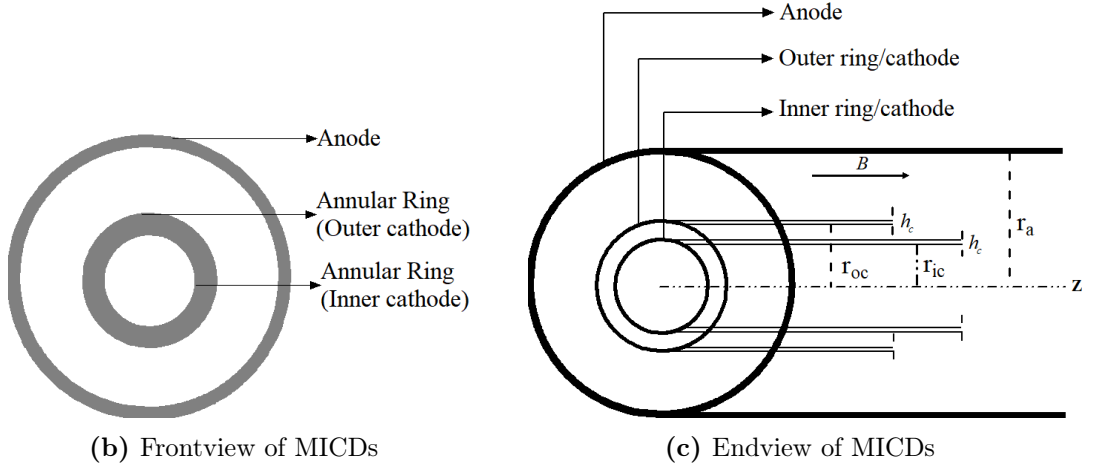 Anode
Annular Ring
(Outer cathode)
Annular Ring
(Inner cathode)
(b) Frontview of MICDs
Anode
Outer ring/cathode
Inner ring/cathode
B
h_c
h_c
r_a
r_oc
r_ic
z
(c) Endview of MICDs